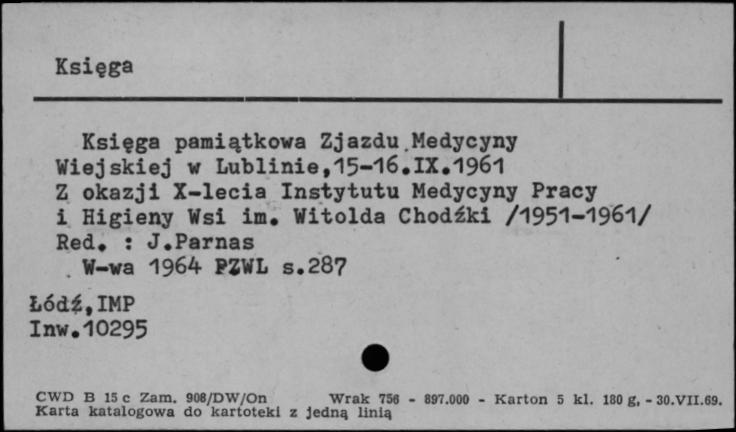 Księga
Księga pamiątkowa Zjazdu Medycyny
Wiejskiej w Lublinie,15-16.IX.1961
Z okazji X-lecia Instytutu Medycyny Pracy
i Higieny Wsi im. Witolda Chodźki /1951-1961/
Red. : J.Parnas
W-wa 1964 PZWL s.287
Łódź,IMP
Inw.10295
CWD B 15 c Zam. 908/DW/On Wrak 756 - 897.000 - Karton 5 kl. 180 g, - 30.VII.69.
Karta katalogowa do kartoteki z jedną linią